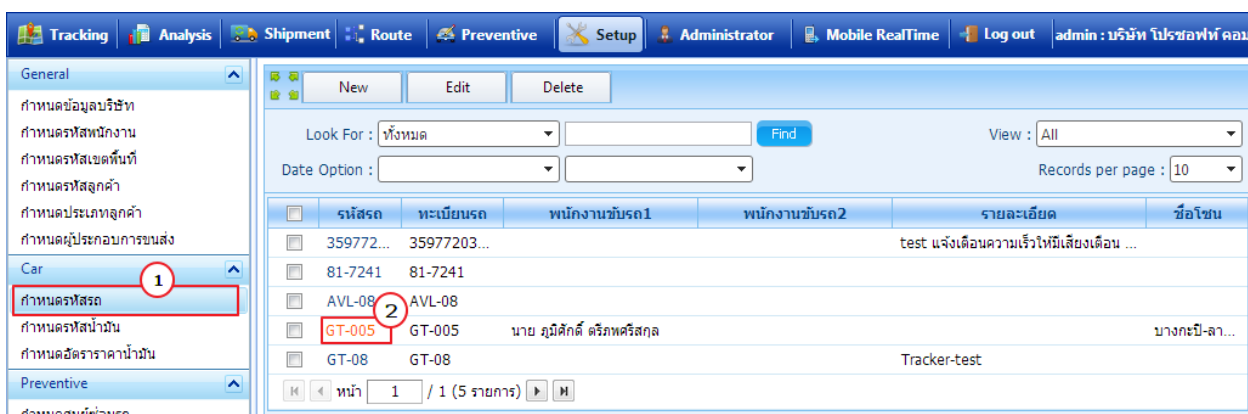 Tracking Analysis Shipment Route Preventive Setup Administrator Mobile RealTime Log out admin : บริษัท โปรซอฟท์ คอม
General
กำหนดข้อมูลบริษัท
กำหนดรหัสพนักงาน
กำหนดรหัสเขตพื้นที่
กำหนดรหัสลูกค้า
กำหนดประเภทลูกค้า
กำหนดผู้ประกอบการขนส่ง
Car
1
กำหนดรหัสรถ
กำหนดรหัสน้ำมัน
กำหนดอัตราราคาน้ำมัน
Preventive
New Edit Delete
Look For : ทั้งหมด Find View : All
Date Option : Records per page : 10
รหัสรถ ทะเบียนรถ พนักงานขับรถ1 พนักงานขับรถ2 รายละเอียด ชื่อโซน
359772... 35977203... test แจ้งเตือนความเร็วให้มีเสียงเตือน ...
81-7241 81-7241
AVL-08 AVL-08
2
GT-005 GT-005 นาย ภูมิศักดิ์ ตรีภพศรีสกุล บางกะปิ-ลา...
GT-08 GT-08 Tracker-test
หน้า 1 / 1 (5 รายการ)